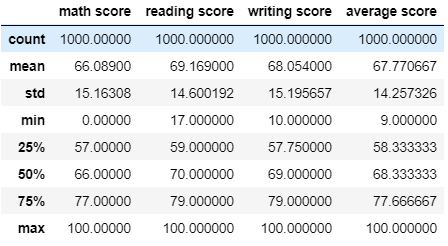 math score reading score writing score average score
count 1000.00000 1000.000000 1000.000000 1000.000000
mean 66.08900 69.169000 68.054000 67.770667
std 15.16308 14.600192 15.195657 14.257326
min 0.00000 17.000000 10.000000 9.000000
25% 57.00000 59.000000 57.750000 58.333333
50% 66.00000 70.000000 69.000000 68.333333
75% 77.00000 79.000000 79.000000 77.666667
max 100.00000 100.000000 100.000000 100.000000